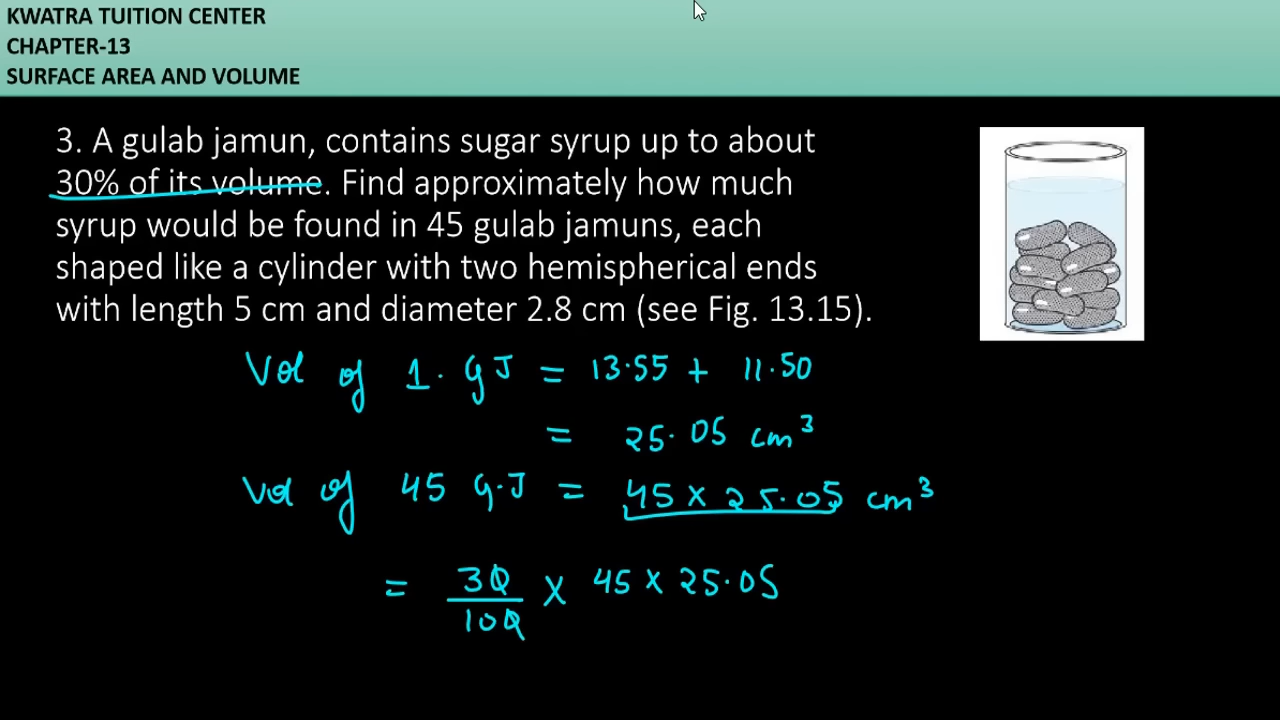 KWATRA TUITION CENTER
CHAPTER-13
SURFACE AREA AND VOLUME
3. A gulab jamun, contains sugar syrup up to about
30% of its volume. Find approximately how much
syrup would be found in 45 gulab jamuns, each
shaped like a cylinder with two hemispherical ends
with length 5 cm and diameter 2.8 cm (see Fig. 13.15).
Vol of 1. GJ = 13.55 + 11.50
= 25.05 cm³
Vol of 45 G.J = 45 × 25.05 cm³
= 30/100 × 45 × 25.05